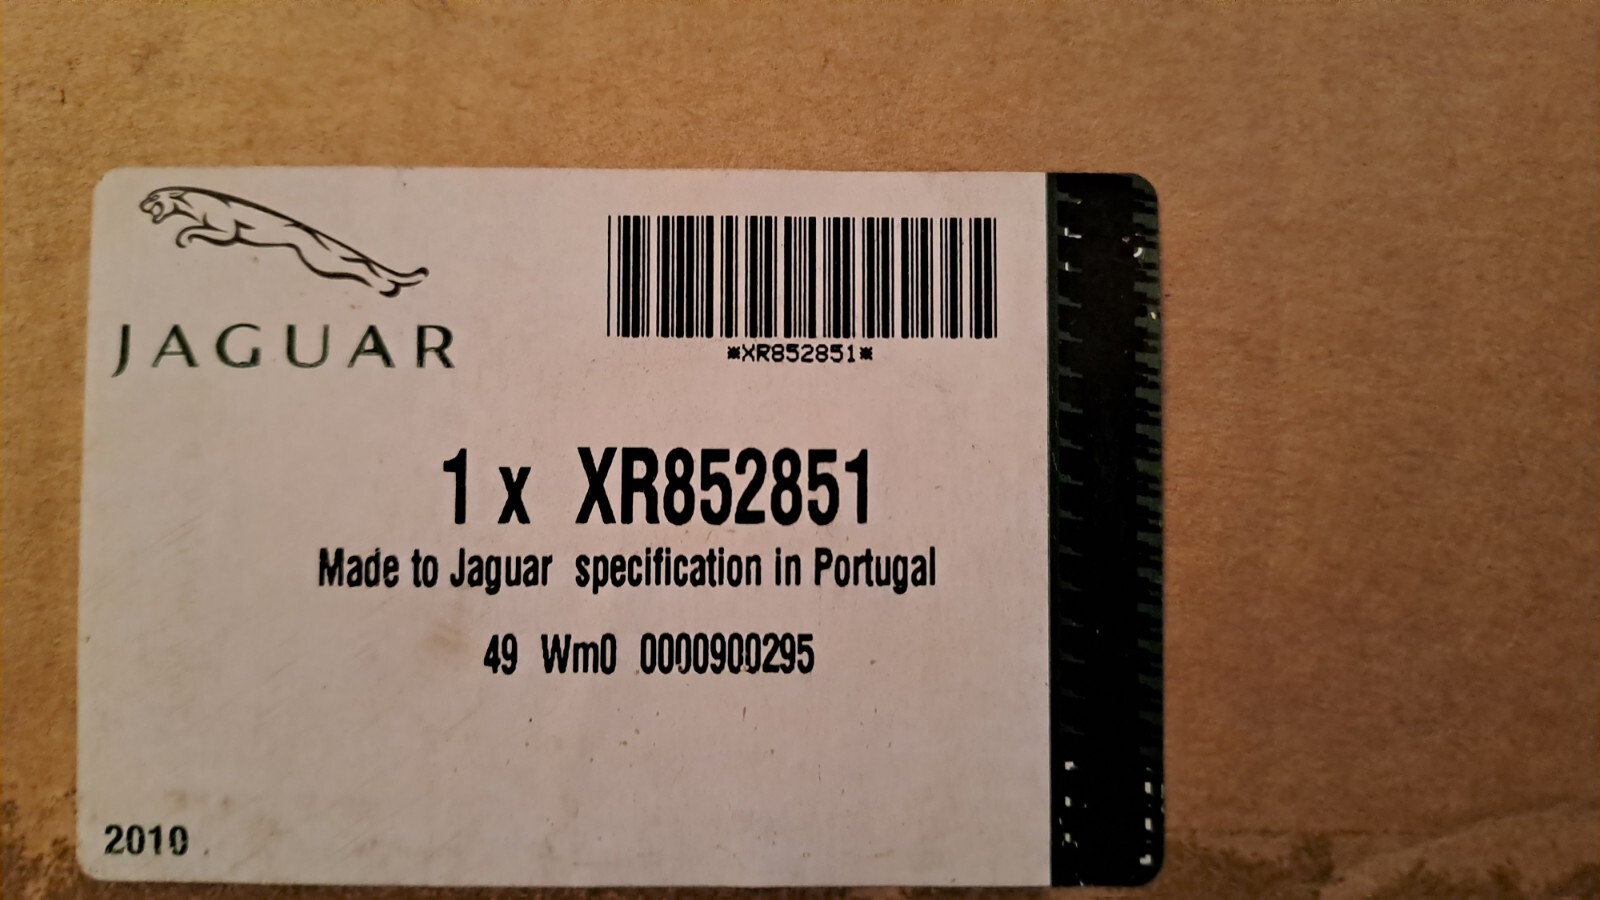 JAGUAR
*XR852851*
1 x XR852851
Made to Jaguar specification in Portugal
49 Wm0 0000900295
2010